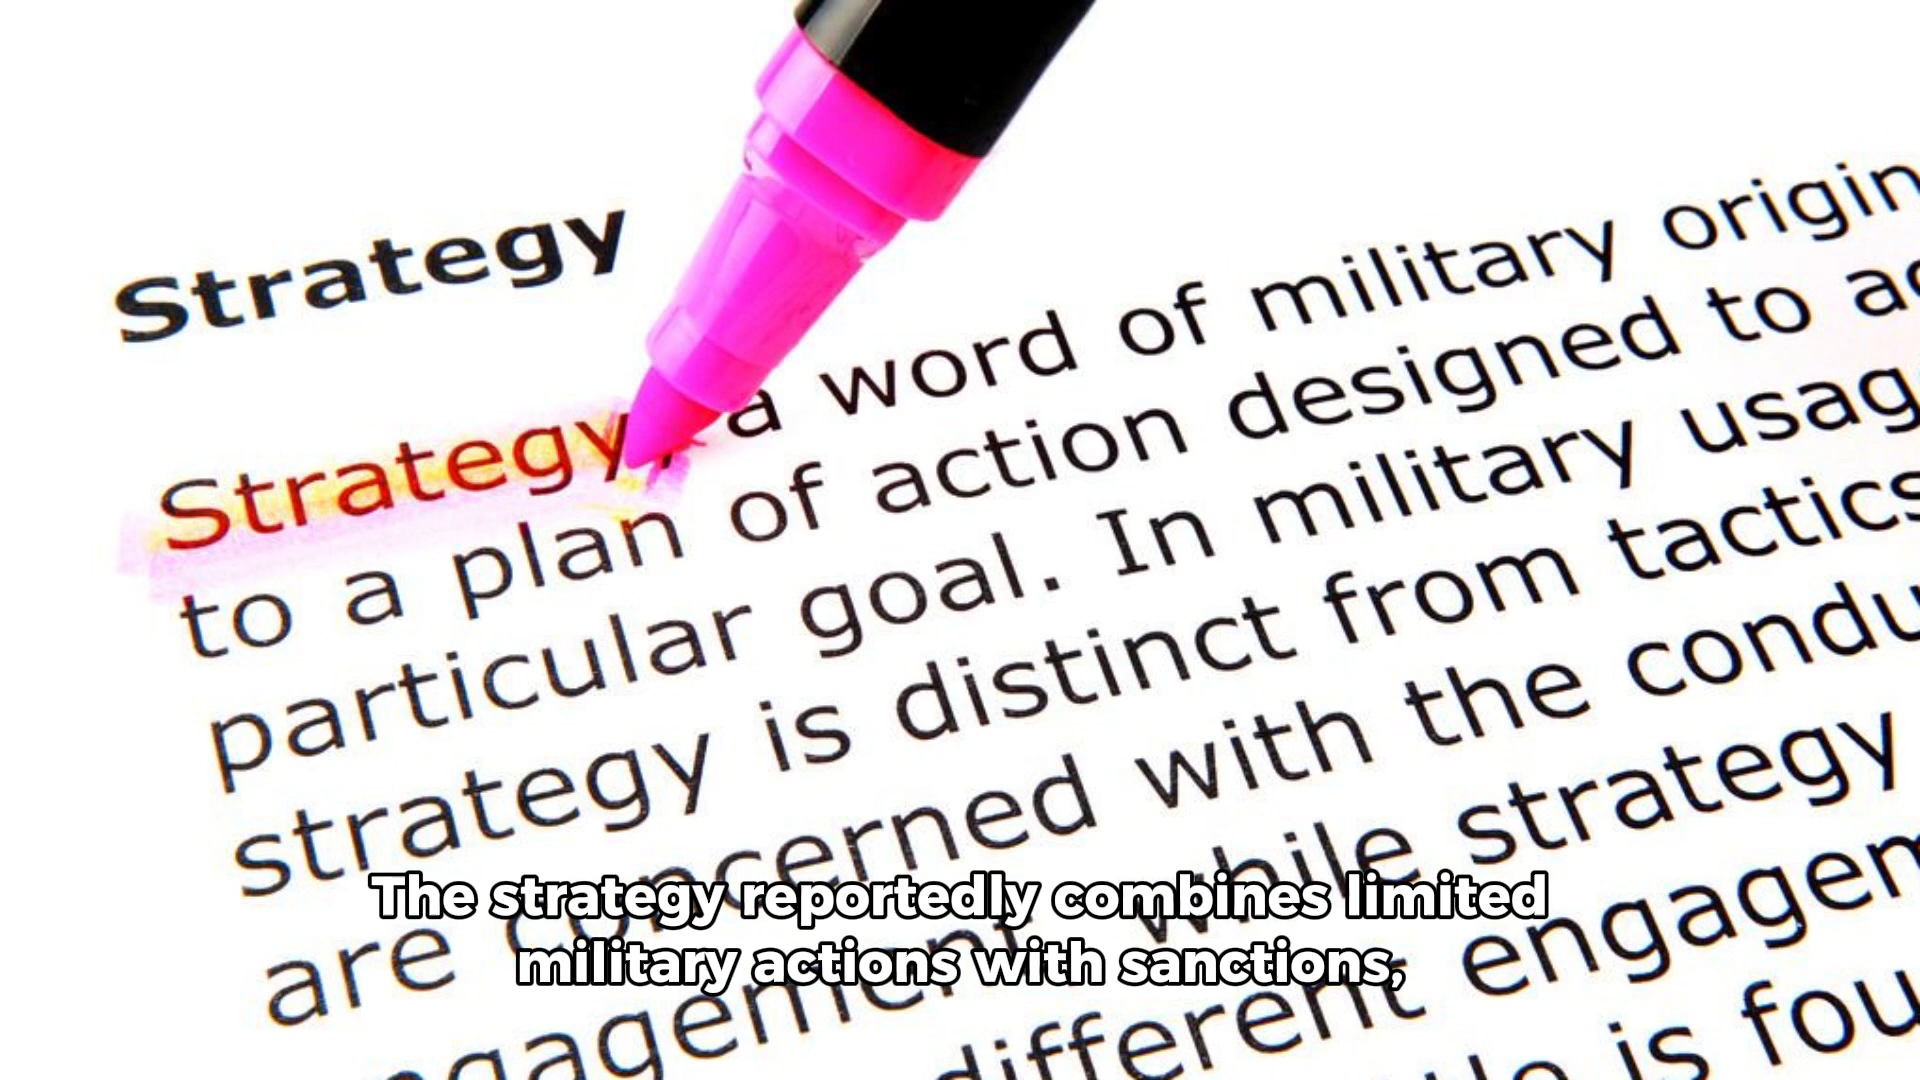 Strategy
Strategy, a word of military origin
to a plan of action designed to
particular goal. In military usag
strategy is distinct from tactics
are concerned with the condu
engagement, while strategy
different engagem
is fou
The strategy reportedly combines limited
military actions with sanctions,